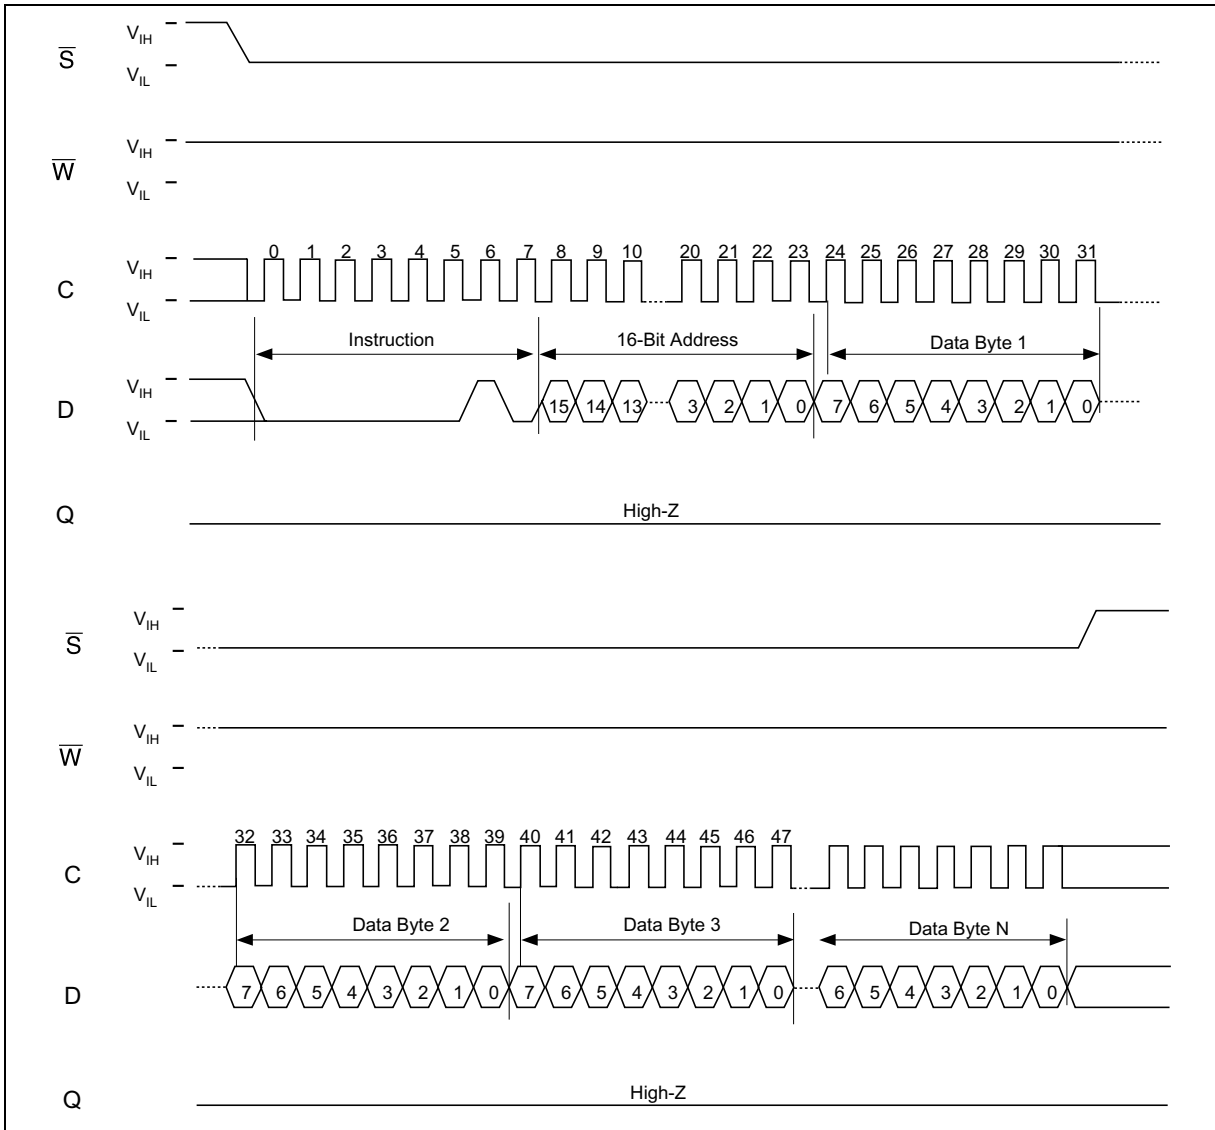 S̅
V_IH
V_IL
W̅
V_IH
V_IL
C
V_IH
V_IL
0 1 2 3 4 5 6 7 8 9 10 20 21 22 23 24 25 26 27 28 29 30 31
Instruction 16-Bit Address Data Byte 1
D
V_IH
V_IL
15 14 13 3 2 1 0 7 6 5 4 3 2 1 0
Q
High-Z
S̅
V_IH
V_IL
W̅
V_IH
V_IL
C
V_IH
V_IL
32 33 34 35 36 37 38 39 40 41 42 43 44 45 46 47
Data Byte 2 Data Byte 3 Data Byte N
D
7 6 5 4 3 2 1 0 7 6 5 4 3 2 1 0 6 5 4 3 2 1 0
Q
High-Z